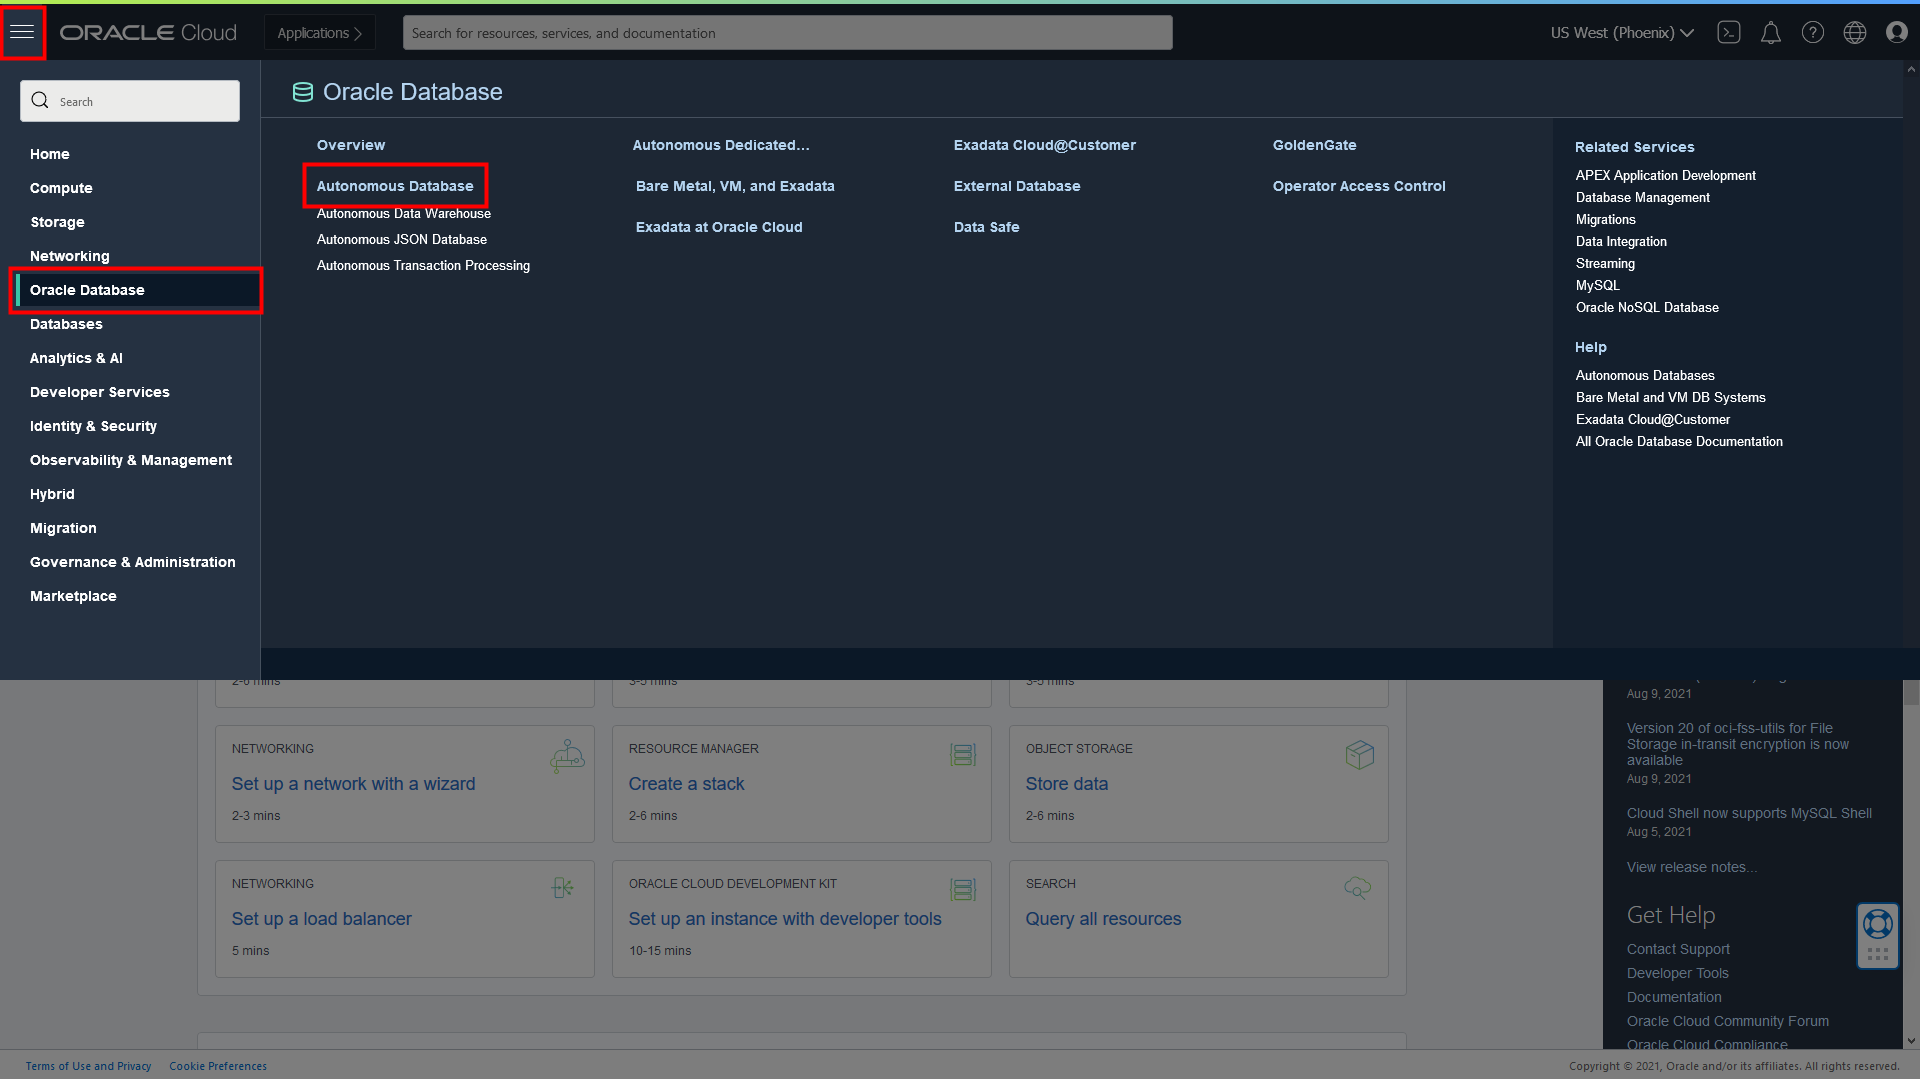 ORACLE Cloud
Applications
Search for resources, services, and documentation
US West (Phoenix)
Search
Home
Compute
Storage
Networking
Oracle Database
Databases
Analytics & AI
Developer Services
Identity & Security
Observability & Management
Hybrid
Migration
Governance & Administration
Marketplace
Oracle Database
Overview
Autonomous Database
Autonomous Data Warehouse
Autonomous JSON Database
Autonomous Transaction Processing
Autonomous Dedicated...
Bare Metal, VM, and Exadata
Exadata at Oracle Cloud
Exadata Cloud@Customer
External Database
Data Safe
GoldenGate
Operator Access Control
Related Services
APEX Application Development
Database Management
Migrations
Data Integration
Streaming
MySQL
Oracle NoSQL Database
Help
Autonomous Databases
Bare Metal and VM DB Systems
Exadata Cloud@Customer
All Oracle Database Documentation
2-6 mins
3-5 mins
3-5 mins
NETWORKING
Set up a network with a wizard
2-3 mins
RESOURCE MANAGER
Create a stack
2-6 mins
OBJECT STORAGE
Store data
2-6 mins
NETWORKING
Set up a load balancer
5 mins
ORACLE CLOUD DEVELOPMENT KIT
Set up an instance with developer tools
10-15 mins
SEARCH
Query all resources
Aug 9, 2021
Version 20 of oci-fss-utils for File
Storage in-transit encryption is now
available
Aug 9, 2021
Cloud Shell now supports MySQL Shell
Aug 5, 2021
View release notes...
Get Help
Contact Support
Developer Tools
Documentation
Oracle Cloud Community Forum
Oracle Cloud Compliance
Terms of Use and Privacy
Cookie Preferences
Copyright © 2021, Oracle and/or its affiliates. All rights reserved.